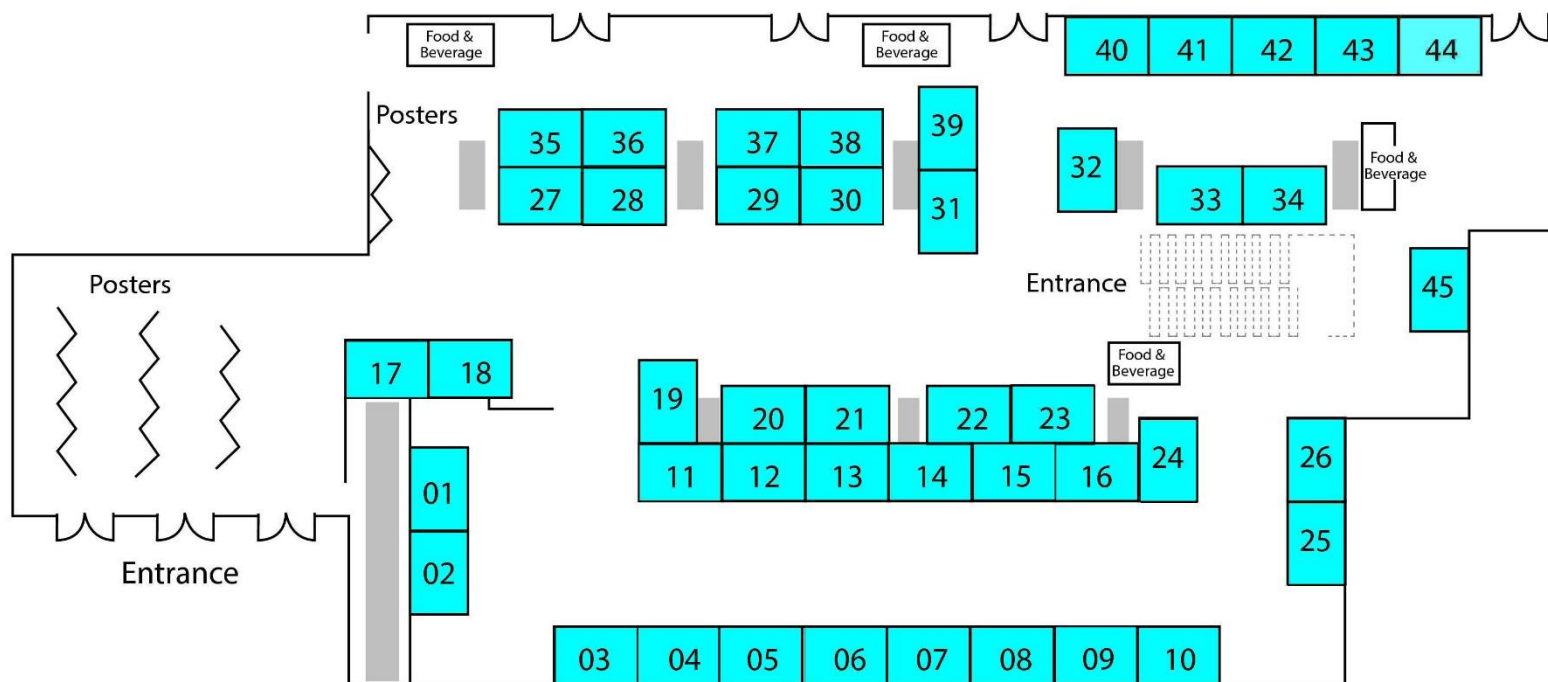 Food &
Beverage
Food &
Beverage
40 41 42 43 44
Posters
35 36 37 38 39
32
Food &
Beverage
27 28 29 30 31
33 34
Entrance
45
Posters
17 18
Food &
Beverage
19 20 21 22 23
24 26
11 12 13 14 15 16
01
25
02
Entrance
03 04 05 06 07 08 09 10